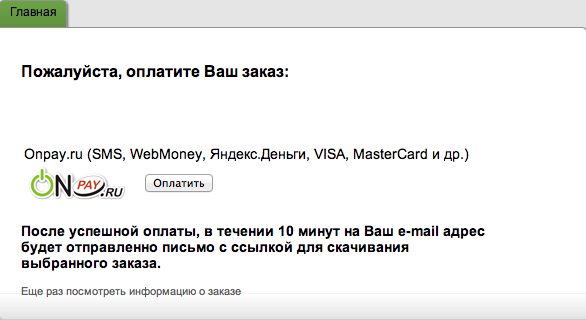 Главная
Пожалуйста, оплатите Ваш заказ:
Onpay.ru (SMS, WebMoney, Яндекс.Деньги, VISA, MasterCard и др.)
ON PAY.RU Оплатить
После успешной оплаты, в течении 10 минут на Ваш e-mail адрес
будет отправленно письмо с ссылкой для скачивания
выбранного заказа.
Еще раз посмотреть информацию о заказе